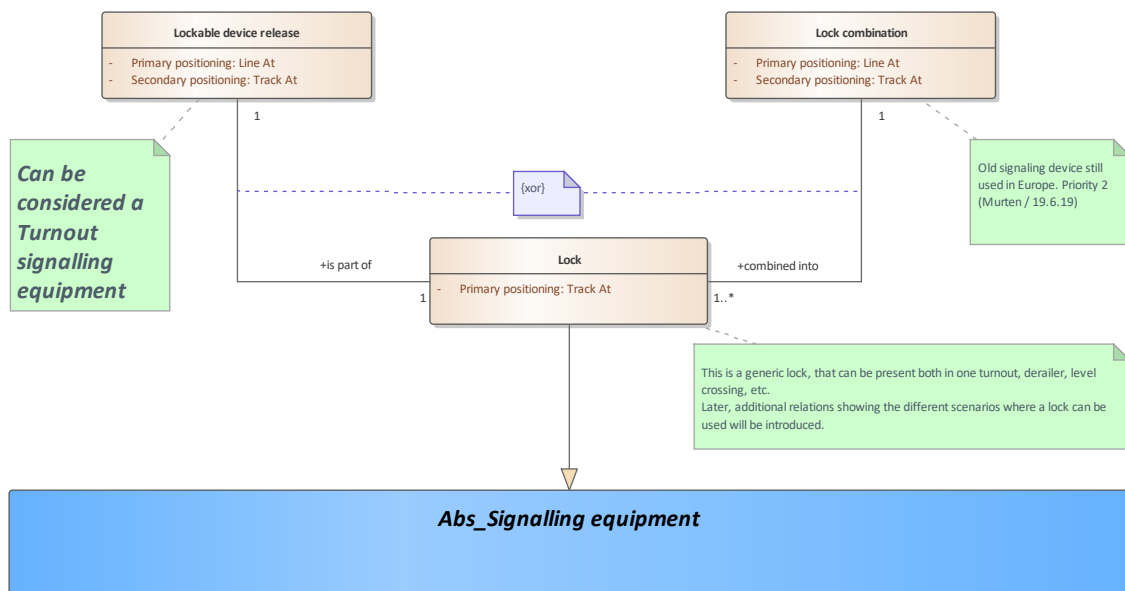 Lockable device release
- Primary positioning: Line At
- Secondary positioning: Track At
Lock combination
- Primary positioning: Line At
- Secondary positioning: Track At
1
1
Can be
considered a
Turnout
signalling
equipment
Old signaling device still
used in Europe. Priority 2
(Murten / 19.6.19)
{xor}
+is part of
1
Lock
- Primary positioning: Track At
+combined into
1..*
This is a generic lock, that can be present both in one turnout, derailer, level
crossing, etc.
Later, additional relations showing the different scenarios where a lock can be
used will be introduced.
Abs_Signalling equipment